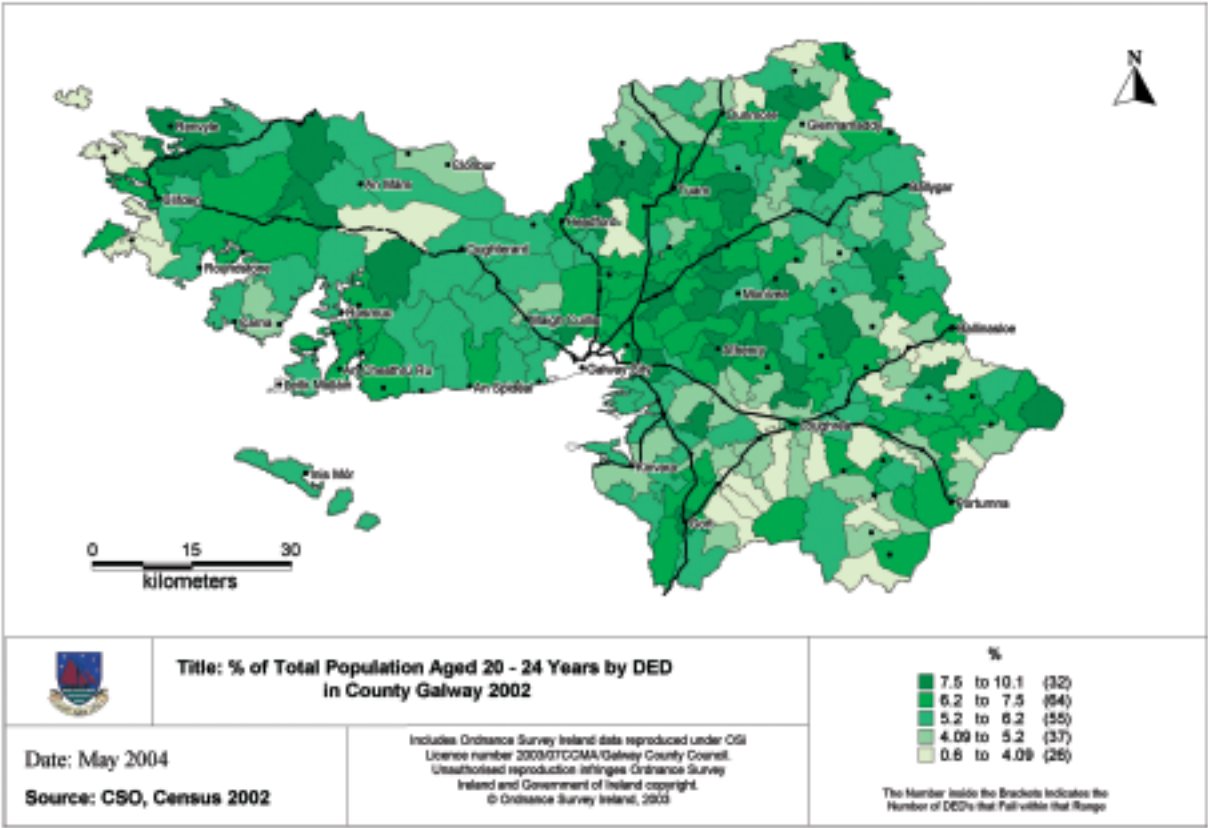 N
Renvyle
Clonbur
An Mám
Clifden
Oughterard
Roundstone
Carna
Rosmuc
Maigh Cuilinn
An Cheathrú Rua
An Spidéal
Galway City
Inis Mór
Dunmore
Glennamaddy
Tuam
Ballygar
Headford
Monivea
Athenry
Ballinasloe
Loughrea
Kinvara
Gort
Portumna
0 15 30
kilometers
Title: % of Total Population Aged 20 - 24 Years by DED
in County Galway 2002
Date: May 2004
Source: CSO, Census 2002
Includes Ordnance Survey Ireland data reproduced under OSI
Licence number 2003/07CCMA/Galway County Council.
Unauthorised reproduction infringes Ordnance Survey
Ireland and Government of Ireland copyright.
© Ordnance Survey Ireland, 2003
%
7.5 to 10.1 (32)
6.2 to 7.5 (64)
5.2 to 6.2 (55)
4.09 to 5.2 (37)
0.6 to 4.09 (26)
The Number inside the Brackets Indicates the
Number of DED's that Fall within that Range